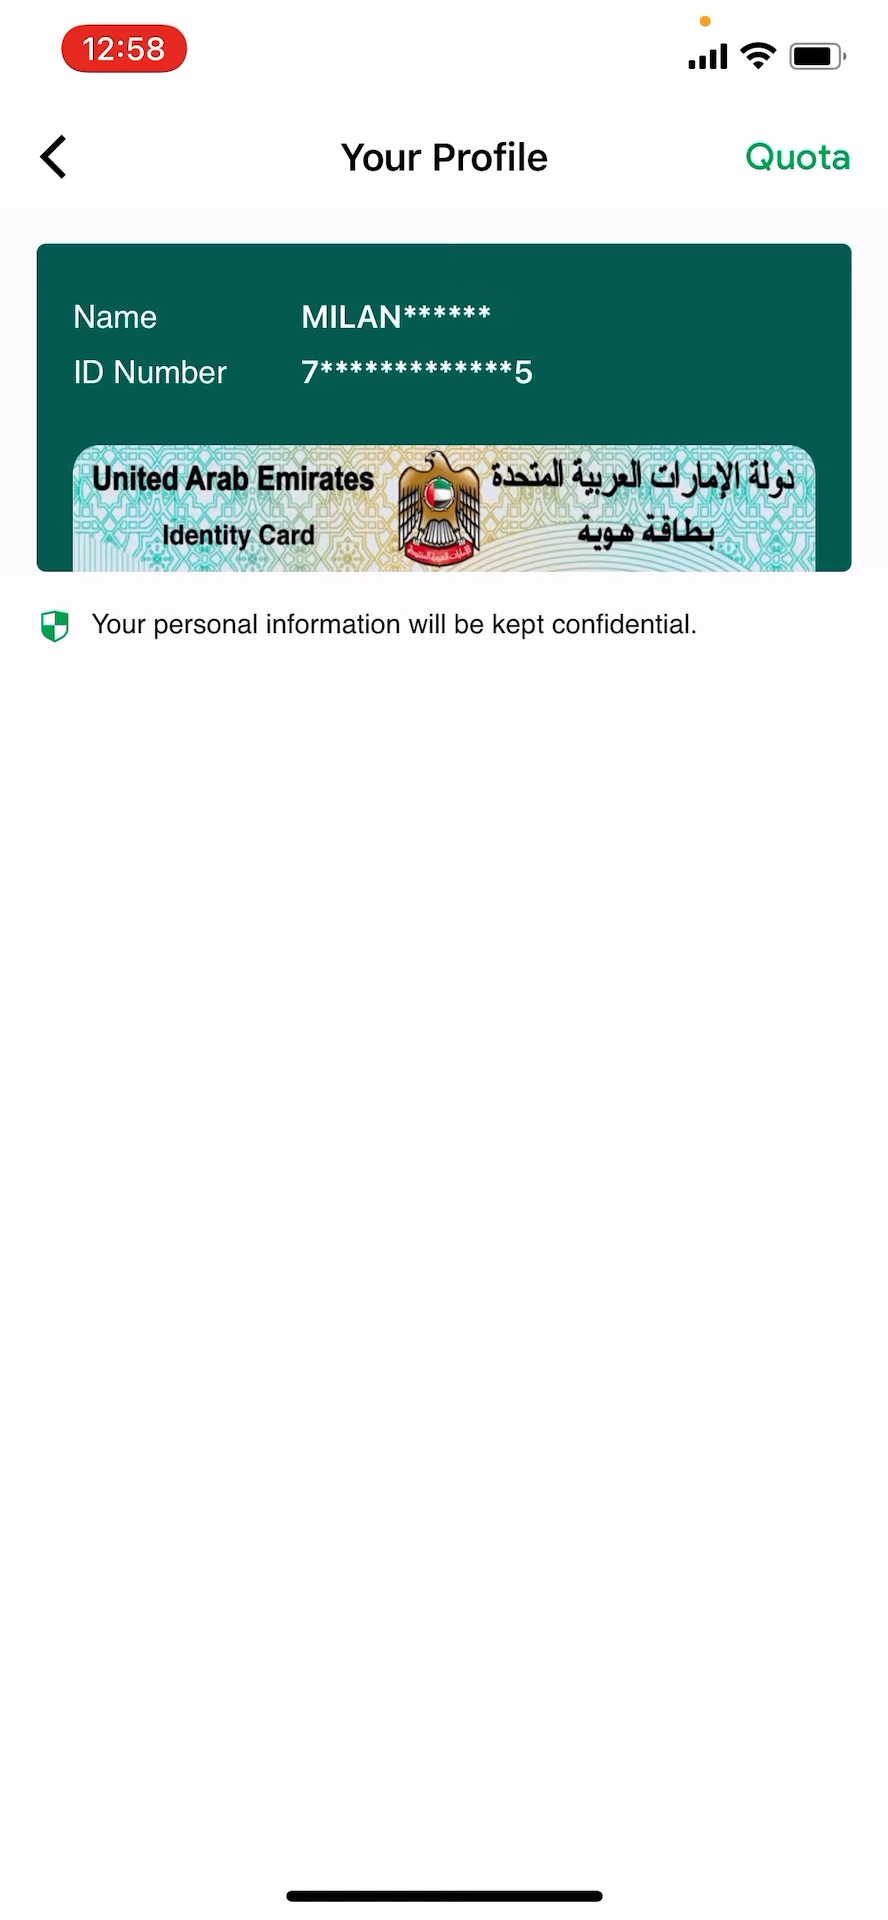 12:58
Your Profile
Quota
Name MILAN******
ID Number 7*************5
United Arab Emirates
دولة الإمارات العربية المتحدة
Identity Card
بطاقة هوية
Your personal information will be kept confidential.